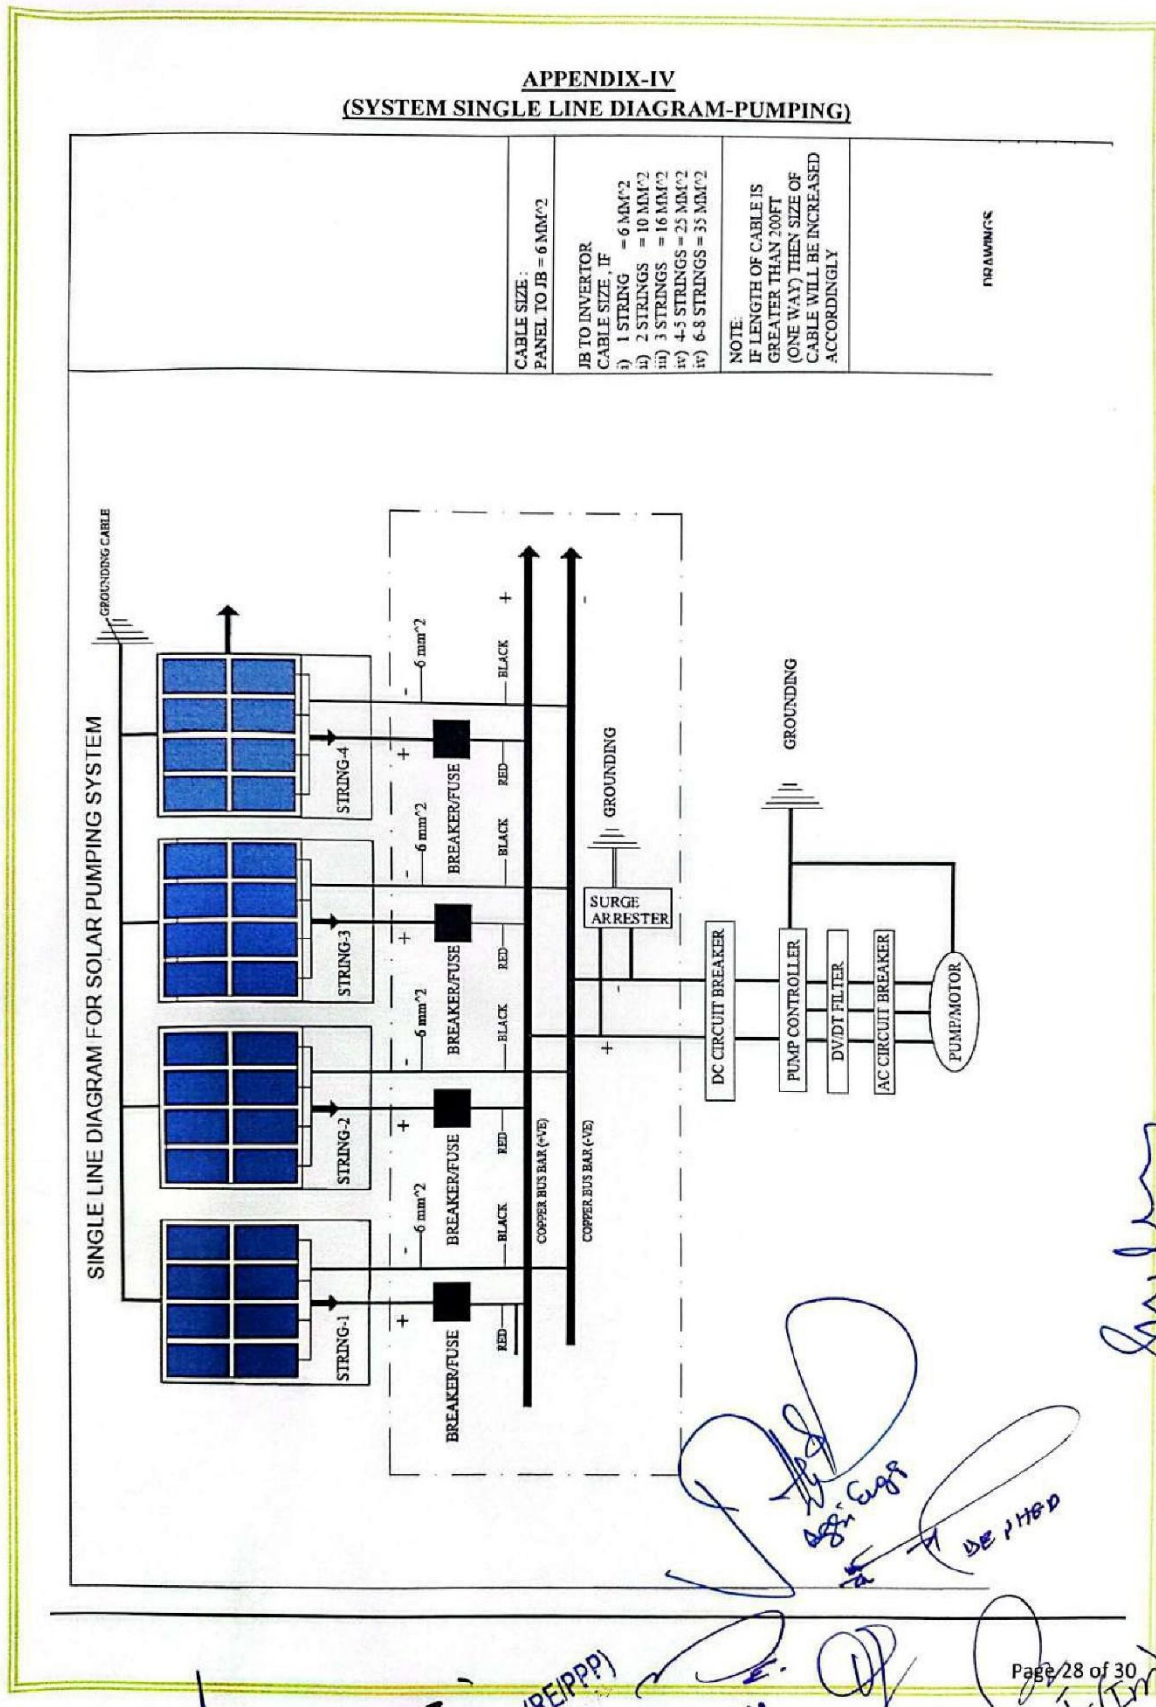 APPENDIX-IV
(SYSTEM SINGLE LINE DIAGRAM-PUMPING)
SINGLE LINE DIAGRAM FOR SOLAR PUMPING SYSTEM
GROUNDING CABLE
STRING-1
STRING-2
STRING-3
STRING-4
+
-
6 mm^2
+
-
6 mm^2
+
-
6 mm^2
+
-
6 mm^2
BREAKER/FUSE
BREAKER/FUSE
BREAKER/FUSE
BREAKER/FUSE
RED
BLACK
RED
BLACK
RED
BLACK
RED
BLACK
+
COPPER BUS BAR (+VE)
-
COPPER BUS BAR (-VE)
+
-
SURGE
ARRESTER
GROUNDING
DC CIRCUIT BREAKER
PUMP CONTROLLER
GROUNDING
DV/DT FILTER
AC CIRCUIT BREAKER
PUMP/MOTOR
CABLE SIZE :
PANEL TO JB = 6 MM^2
JB TO INVERTOR
CABLE SIZE , IF
i) 1 STRING = 6 MM^2
ii) 2 STRINGS = 10 MM^2
iii) 3 STRINGS = 16 MM^2
iv) 4-5 STRINGS = 25 MM^2
iv) 6-8 STRINGS = 35 MM^2
NOTE:
IF LENGTH OF CABLE IS
GREATER THAN 200FT
(ONE WAY) THEN SIZE OF
CABLE WILL BE INCREASED
ACCORDINGLY
DRAWINGS
Page 28 of 30